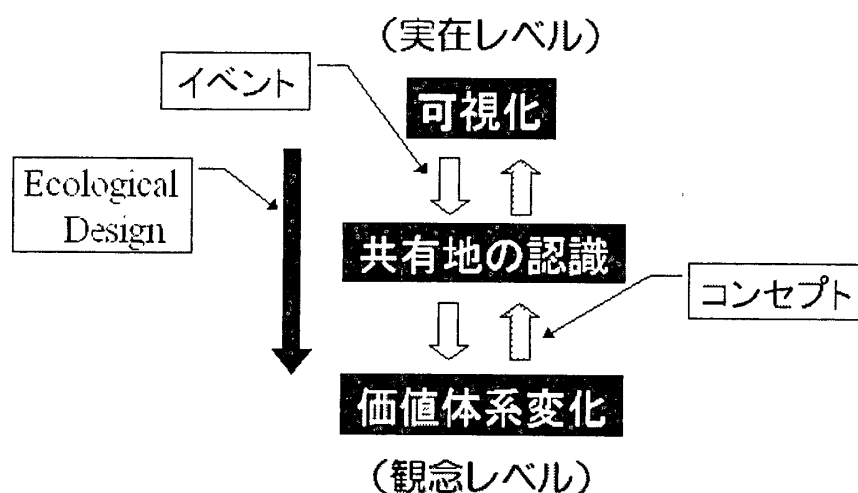 （実在レベル）
イベント
可視化
Ecological
Design
共有地の認識
コンセプト
価値体系変化
（観念レベル）